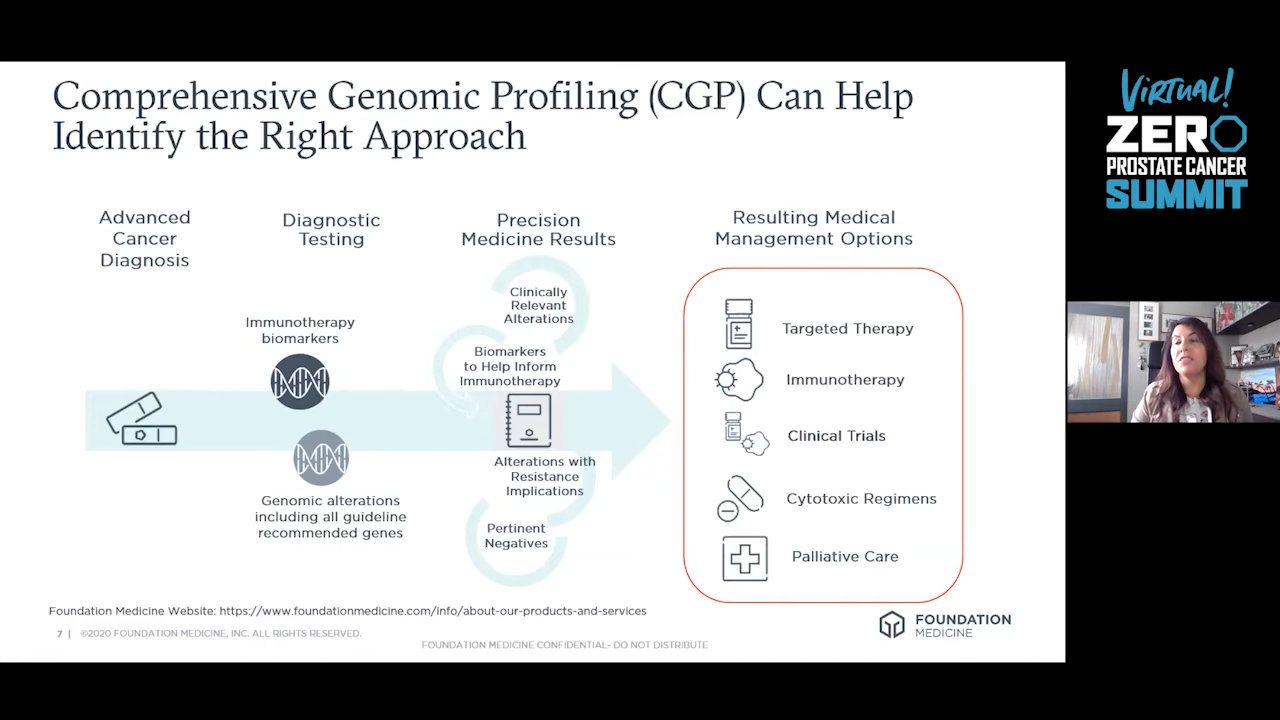 Comprehensive Genomic Profiling (CGP) Can Help
Identify the Right Approach
Advanced
Cancer
Diagnosis
Diagnostic
Testing
Precision
Medicine Results
Resulting Medical
Management Options
Immunotherapy
biomarkers
Genomic alterations
including all guideline
recommended genes
Clinically
Relevant
Alterations
Biomarkers
to Help Inform
Immunotherapy
Alterations with
Resistance
Implications
Pertinent
Negatives
Targeted Therapy
Immunotherapy
Clinical Trials
Cytotoxic Regimens
Palliative Care
Foundation Medicine Website: https://www.foundationmedicine.com/info/about-our-products-and-services
7 | ©2020 FOUNDATION MEDICINE, INC. ALL RIGHTS RESERVED.
FOUNDATION MEDICINE CONFIDENTIAL- DO NOT DISTRIBUTE
FOUNDATION
MEDICINE
VIRTUAL!
ZERO
PROSTATE CANCER
SUMMIT